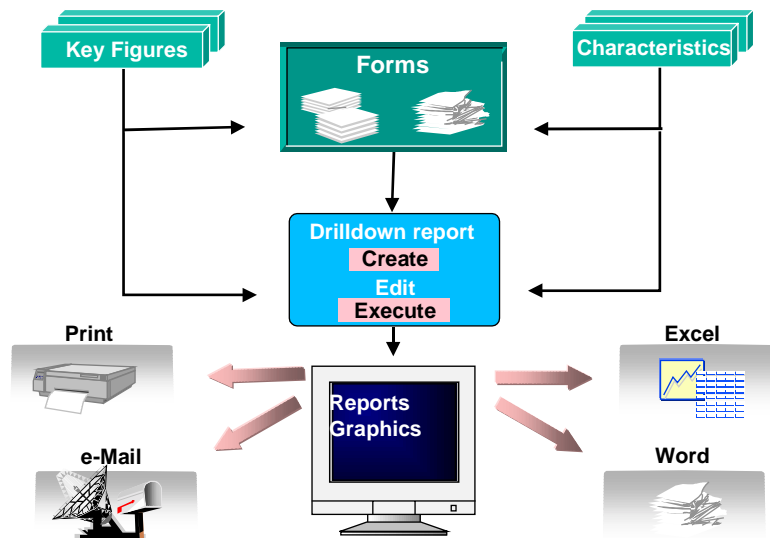 Key Figures
Characteristics
Forms
Drilldown report
Create
Edit
Execute
Print
Excel
Reports
Graphics
e-Mail
Word